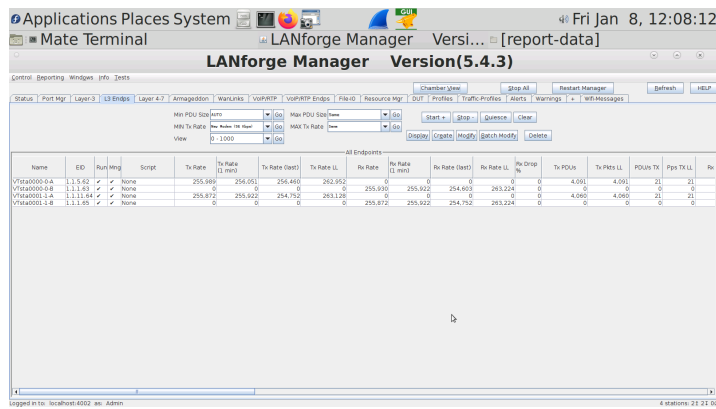 Applications Places System GUI Fri Jan 8, 12:08:12
Mate Terminal LANforge Manager Versi... [report-data]
LANforge Manager Version(5.4.3)
Control Reporting Windows Info Tests
Chamber View Stop All Restart Manager Refresh HELP
Status Port Mgr Layer-3 L3 Endps Layer 4-7 Armageddon WanLinks VoIP/RTP VoIP/RTP Endps File-IO Resource Mgr DUT Profiles Traffic-Profiles Alerts Warnings + Wifi-Messages
Min PDU Size AUTO Go Max PDU Size Same Go Start + Stop - Quiesce Clear
MIN Tx Rate New Modem (56 Kbps) Go MAX Tx Rate Same Go
View 0 - 1000 Go Display Create Modify Batch Modify Delete
All Endpoints
Name EID Run Mng Script Tx Rate Tx Rate (1 min) Tx Rate (last) Tx Rate LL Rx Rate Rx Rate (1 min) Rx Rate (last) Rx Rate LL Rx Drop % Tx PDUs Tx Pkts LL PDU/s TX Pps TX LL Rx
VTsta0000-0-A 1.1.5.62 ✔ ✔ None 255,989 256,051 256,460 262,952 0 0 0 0 0 4,091 4,091 21 21
VTsta0000-0-B 1.1.1.63 ✔ ✔ None 0 0 0 0 255,930 255,922 254,603 263,224 0 0 0 0 0
VTsta0001-1-A 1.1.11.64 ✔ ✔ None 255,872 255,922 254,752 263,128 0 0 0 0 0 4,060 4,060 21 21
VTsta0001-1-B 1.1.1.65 ✔ ✔ None 0 0 0 0 255,872 255,922 254,752 263,224 0 0 0 0 0
Logged in to: localhost:4002 as: Admin 4 stations: 2↕